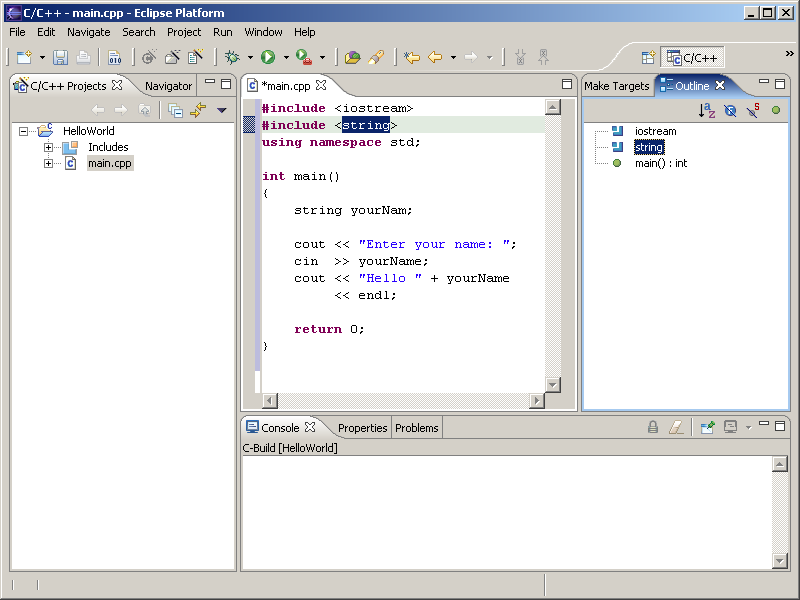 C/C++ - main.cpp - Eclipse Platform
File Edit Navigate Search Project Run Window Help
010
C/C++
»
C/C++ Projects
Navigator
HelloWorld
Includes
main.cpp
*main.cpp
#include <iostream>
#include <string>
using namespace std;
int main()
{
string yourNam;
cout << "Enter your name: ";
cin >> yourName;
cout << "Hello " + yourName
<< endl;
return 0;
}
Make Targets
Outline
iostream
string
main() : int
Console
Properties
Problems
C-Build [HelloWorld]